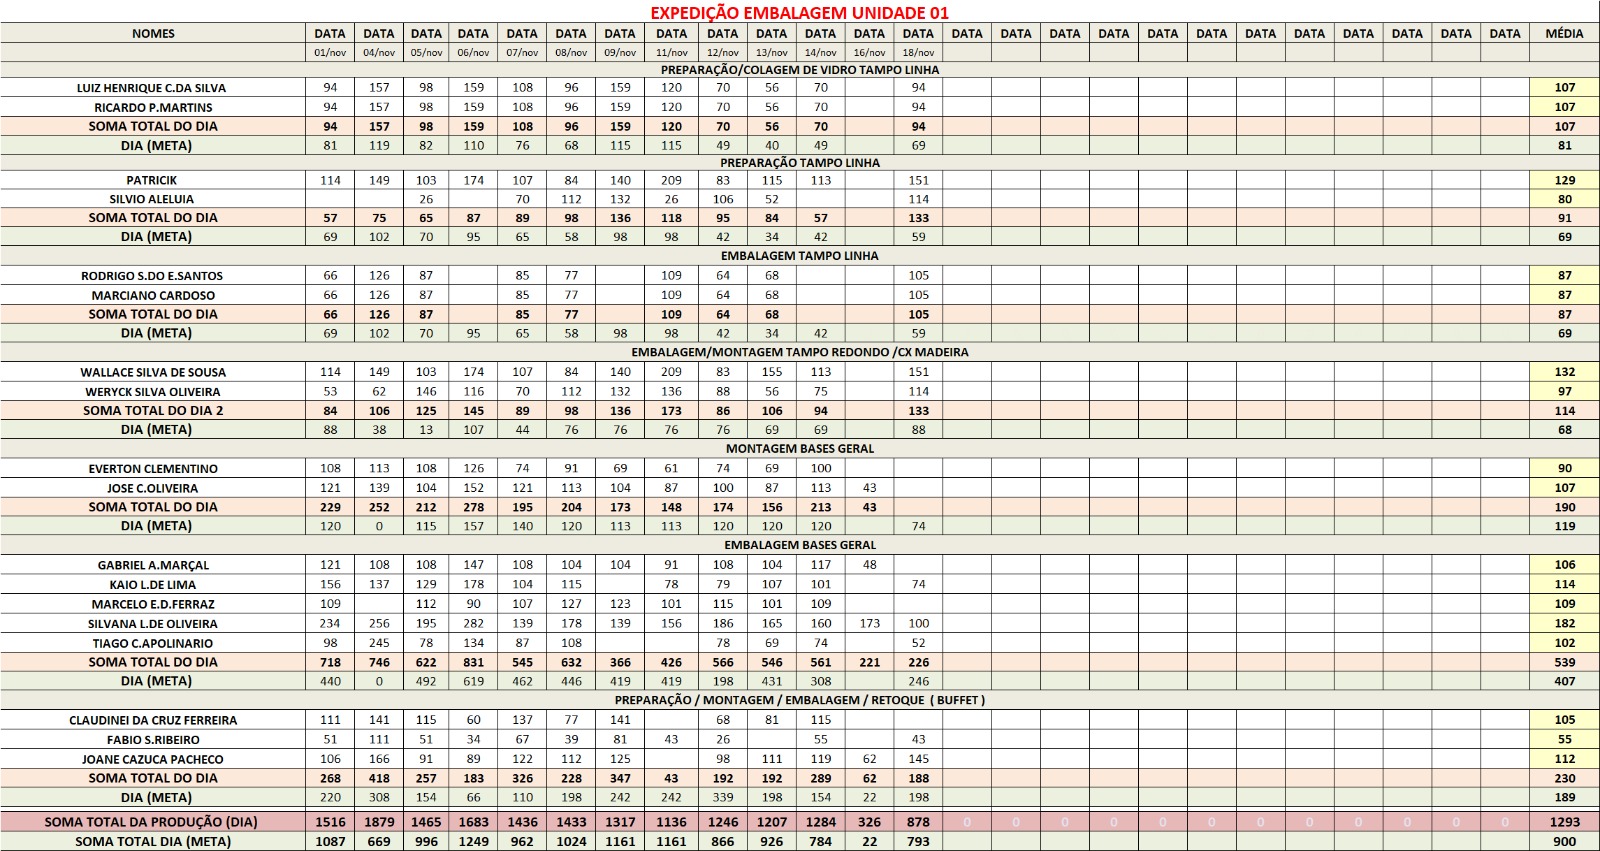 EXPEDIÇÃO EMBALAGEM UNIDADE 01
NOMES DATA DATA DATA DATA DATA DATA DATA DATA DATA DATA DATA DATA DATA DATA DATA DATA DATA DATA DATA DATA DATA DATA DATA DATA DATA MÉDIA
01/nov 04/nov 05/nov 06/nov 07/nov 08/nov 09/nov 11/nov 12/nov 13/nov 14/nov 16/nov 18/nov
PREPARAÇÃO/COLAGEM DE VIDRO TAMPO LINHA
LUIZ HENRIQUE C.DA SILVA 94 157 98 159 108 96 159 120 70 56 70 94 107
RICARDO P.MARTINS 94 157 98 159 108 96 159 120 70 56 70 94 107
SOMA TOTAL DO DIA 94 157 98 159 108 96 159 120 70 56 70 94 107
DIA (META) 81 119 82 110 76 68 115 115 49 40 49 69 81
PREPARAÇÃO TAMPO LINHA
PATRICIK 114 149 103 174 107 84 140 209 83 115 113 151 129
SILVIO ALELUIA 26 70 112 132 26 106 52 114 80
SOMA TOTAL DO DIA 57 75 65 87 89 98 136 118 95 84 57 133 91
DIA (META) 69 102 70 95 65 58 98 98 42 34 42 59 69
EMBALAGEM TAMPO LINHA
RODRIGO S.DO E.SANTOS 66 126 87 85 77 109 64 68 105 87
MARCIANO CARDOSO 66 126 87 85 77 109 64 68 105 87
SOMA TOTAL DO DIA 66 126 87 85 77 109 64 68 105 87
DIA (META) 69 102 70 95 65 58 98 98 42 34 42 59 69
EMBALAGEM/MONTAGEM TAMPO REDONDO /CX MADEIRA
WALLACE SILVA DE SOUSA 114 149 103 174 107 84 140 209 83 155 113 151 132
WERYCK SILVA OLIVEIRA 53 62 146 116 70 112 132 136 88 56 75 114 97
SOMA TOTAL DO DIA 2 84 106 125 145 89 98 136 173 86 106 94 133 114
DIA (META) 88 38 13 107 44 76 76 76 76 69 69 88 68
MONTAGEM BASES GERAL
EVERTON CLEMENTINO 108 113 108 126 74 91 69 61 74 69 100 90
JOSE C.OLIVEIRA 121 139 104 152 121 113 104 87 100 87 113 43 107
SOMA TOTAL DO DIA 229 252 212 278 195 204 173 148 174 156 213 43 190
DIA (META) 120 0 115 157 140 120 113 113 120 120 120 74 119
EMBALAGEM BASES GERAL
GABRIEL A.MARÇAL 121 108 108 147 108 104 104 91 108 104 117 48 106
KAIO L.DE LIMA 156 137 129 178 104 115 78 79 107 101 74 114
MARCELO E.D.FERRAZ 109 112 90 107 127 123 101 115 101 109 109
SILVANA L.DE OLIVEIRA 234 256 195 282 139 178 139 156 186 165 160 173 100 182
TIAGO C.APOLINARIO 98 245 78 134 87 108 78 69 74 52 102
SOMA TOTAL DO DIA 718 746 622 831 545 632 366 426 566 546 561 221 226 539
DIA (META) 440 0 492 619 462 446 419 419 198 431 308 246 407
PREPARAÇÃO / MONTAGEM / EMBALAGEM / RETOQUE ( BUFFET )
CLAUDINEI DA CRUZ FERREIRA 111 141 115 60 137 77 141 68 81 115 105
FABIO S.RIBEIRO 51 111 51 34 67 39 81 43 26 55 43 55
JOANE CAZUCA PACHECO 106 166 91 89 122 112 125 98 111 119 62 145 112
SOMA TOTAL DO DIA 268 418 257 183 326 228 347 43 192 192 289 62 188 230
DIA (META) 220 308 154 66 110 198 242 242 339 198 154 22 198 189
SOMA TOTAL DA PRODUÇÃO (DIA) 1516 1879 1465 1683 1436 1433 1317 1136 1246 1207 1284 326 878 0 0 0 0 0 0 0 0 0 0 0 0 1293
SOMA TOTAL DIA (META) 1087 669 996 1249 962 1024 1161 1161 866 926 784 22 793 900